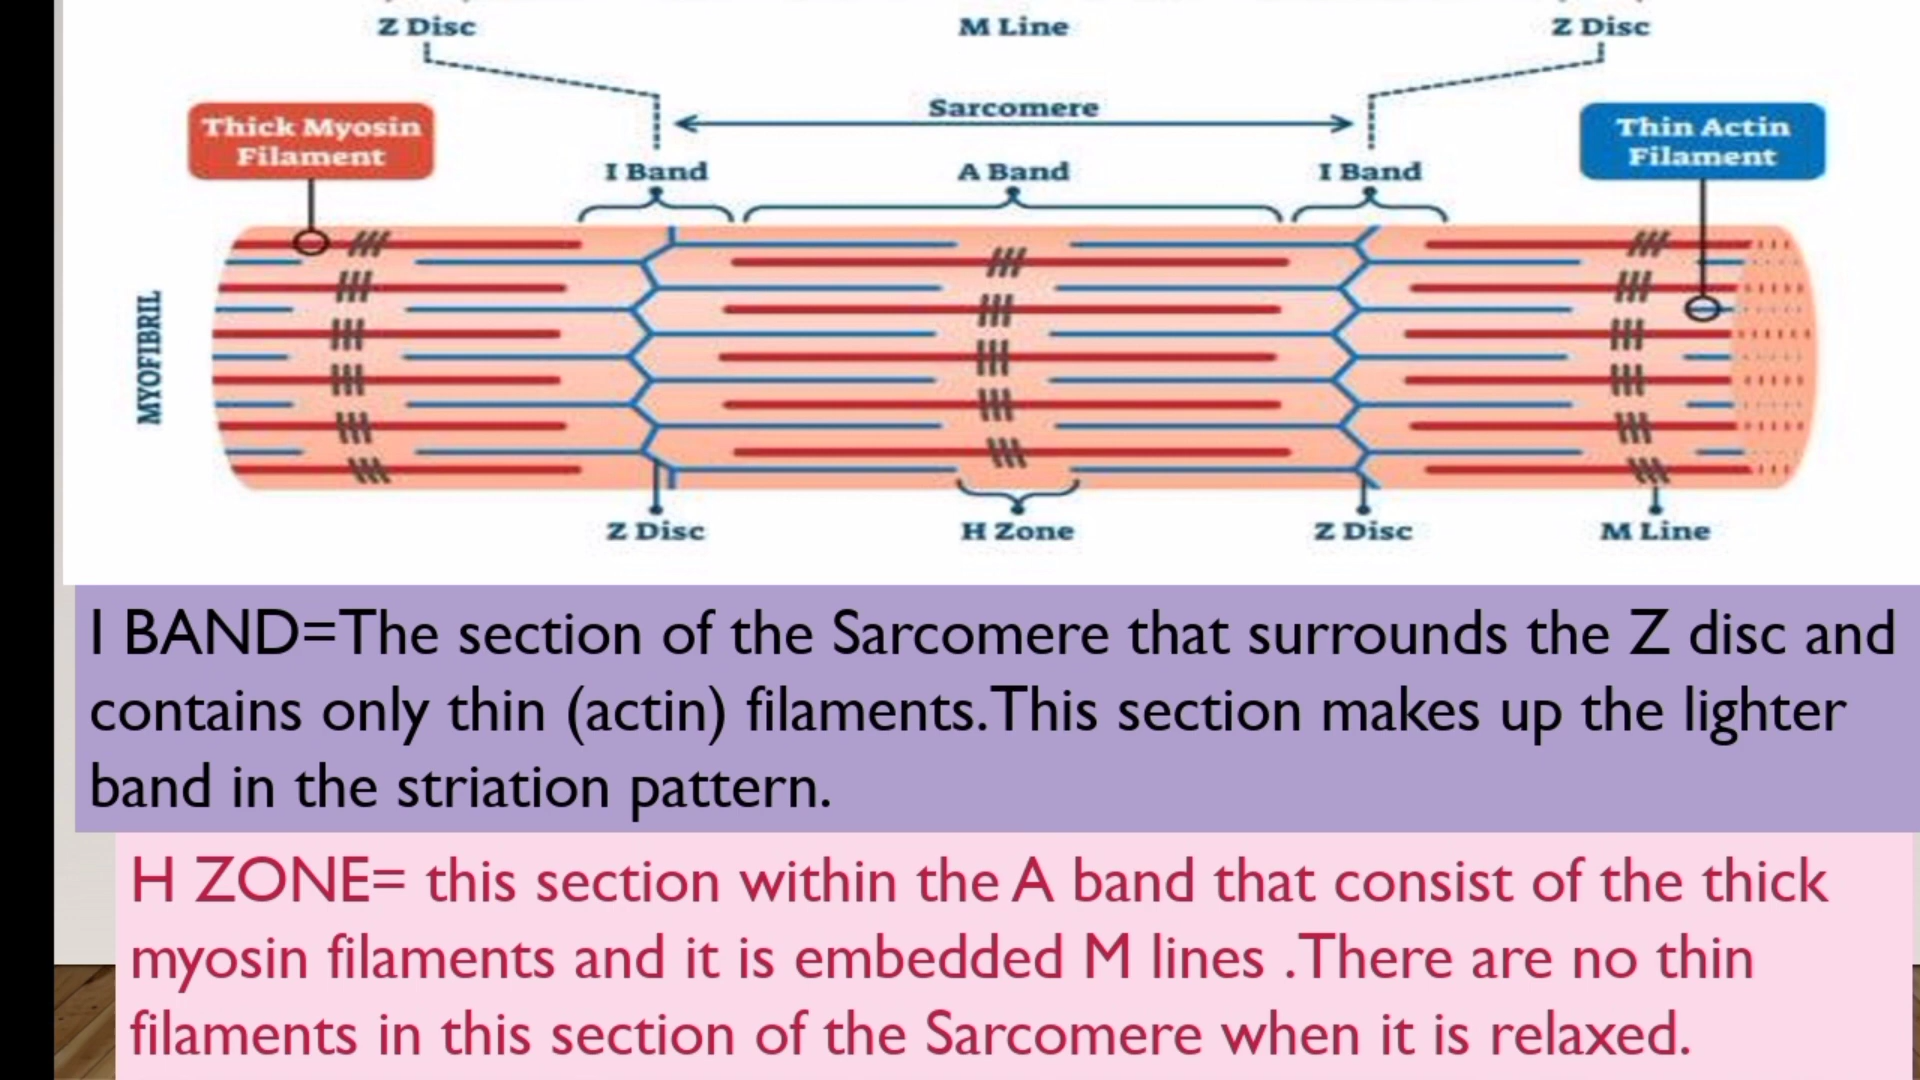 Z Disc M Line Z Disc
Sarcomere
Thick Myosin
Filament
Thin Actin
Filament
I Band A Band I Band
MYOFIBRIL
Z Disc H Zone Z Disc M Line
I BAND=The section of the Sarcomere that surrounds the Z disc and
contains only thin (actin) filaments.This section makes up the lighter
band in the striation pattern.
H ZONE= this section within the A band that consist of the thick
myosin filaments and it is embedded M lines .There are no thin
filaments in this section of the Sarcomere when it is relaxed.